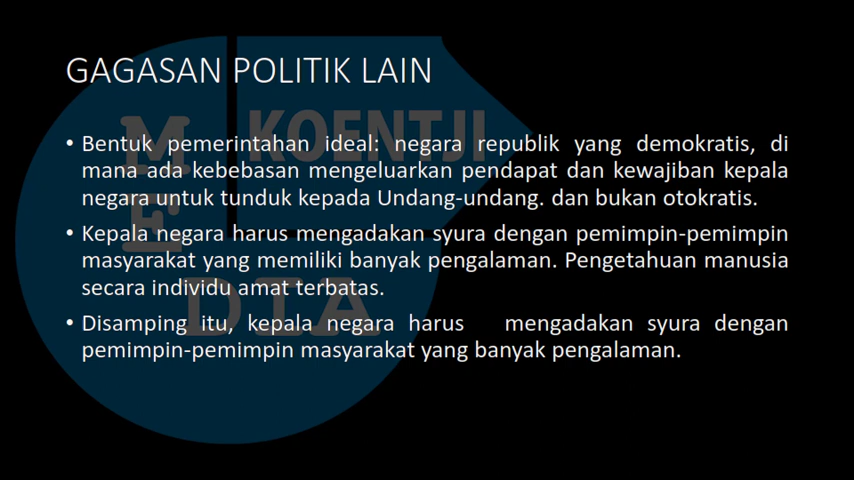 GAGASAN POLITIK LAIN
ME
KOENTJI
DIA
• Bentuk pemerintahan ideal: negara republik yang demokratis, di
mana ada kebebasan mengeluarkan pendapat dan kewajiban kepala
negara untuk tunduk kepada Undang-undang. dan bukan otokratis.
• Kepala negara harus mengadakan syura dengan pemimpin-pemimpin
masyarakat yang memiliki banyak pengalaman. Pengetahuan manusia
secara individu amat terbatas.
• Disamping itu, kepala negara harus mengadakan syura dengan
pemimpin-pemimpin masyarakat yang banyak pengalaman.